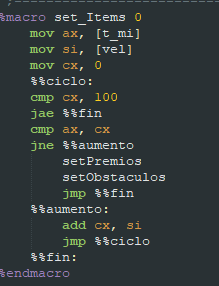 ;----------------------------
%macro set_Items 0
mov ax, [t_mi]
mov si, [vel]
mov cx, 0
%%ciclo:
cmp cx, 100
jae %%fin
cmp ax, cx
jne %%aumento
setPremios
setObstaculos
jmp %%fin
%%aumento:
add cx, si
jmp %%ciclo
%%fin:
%endmacro